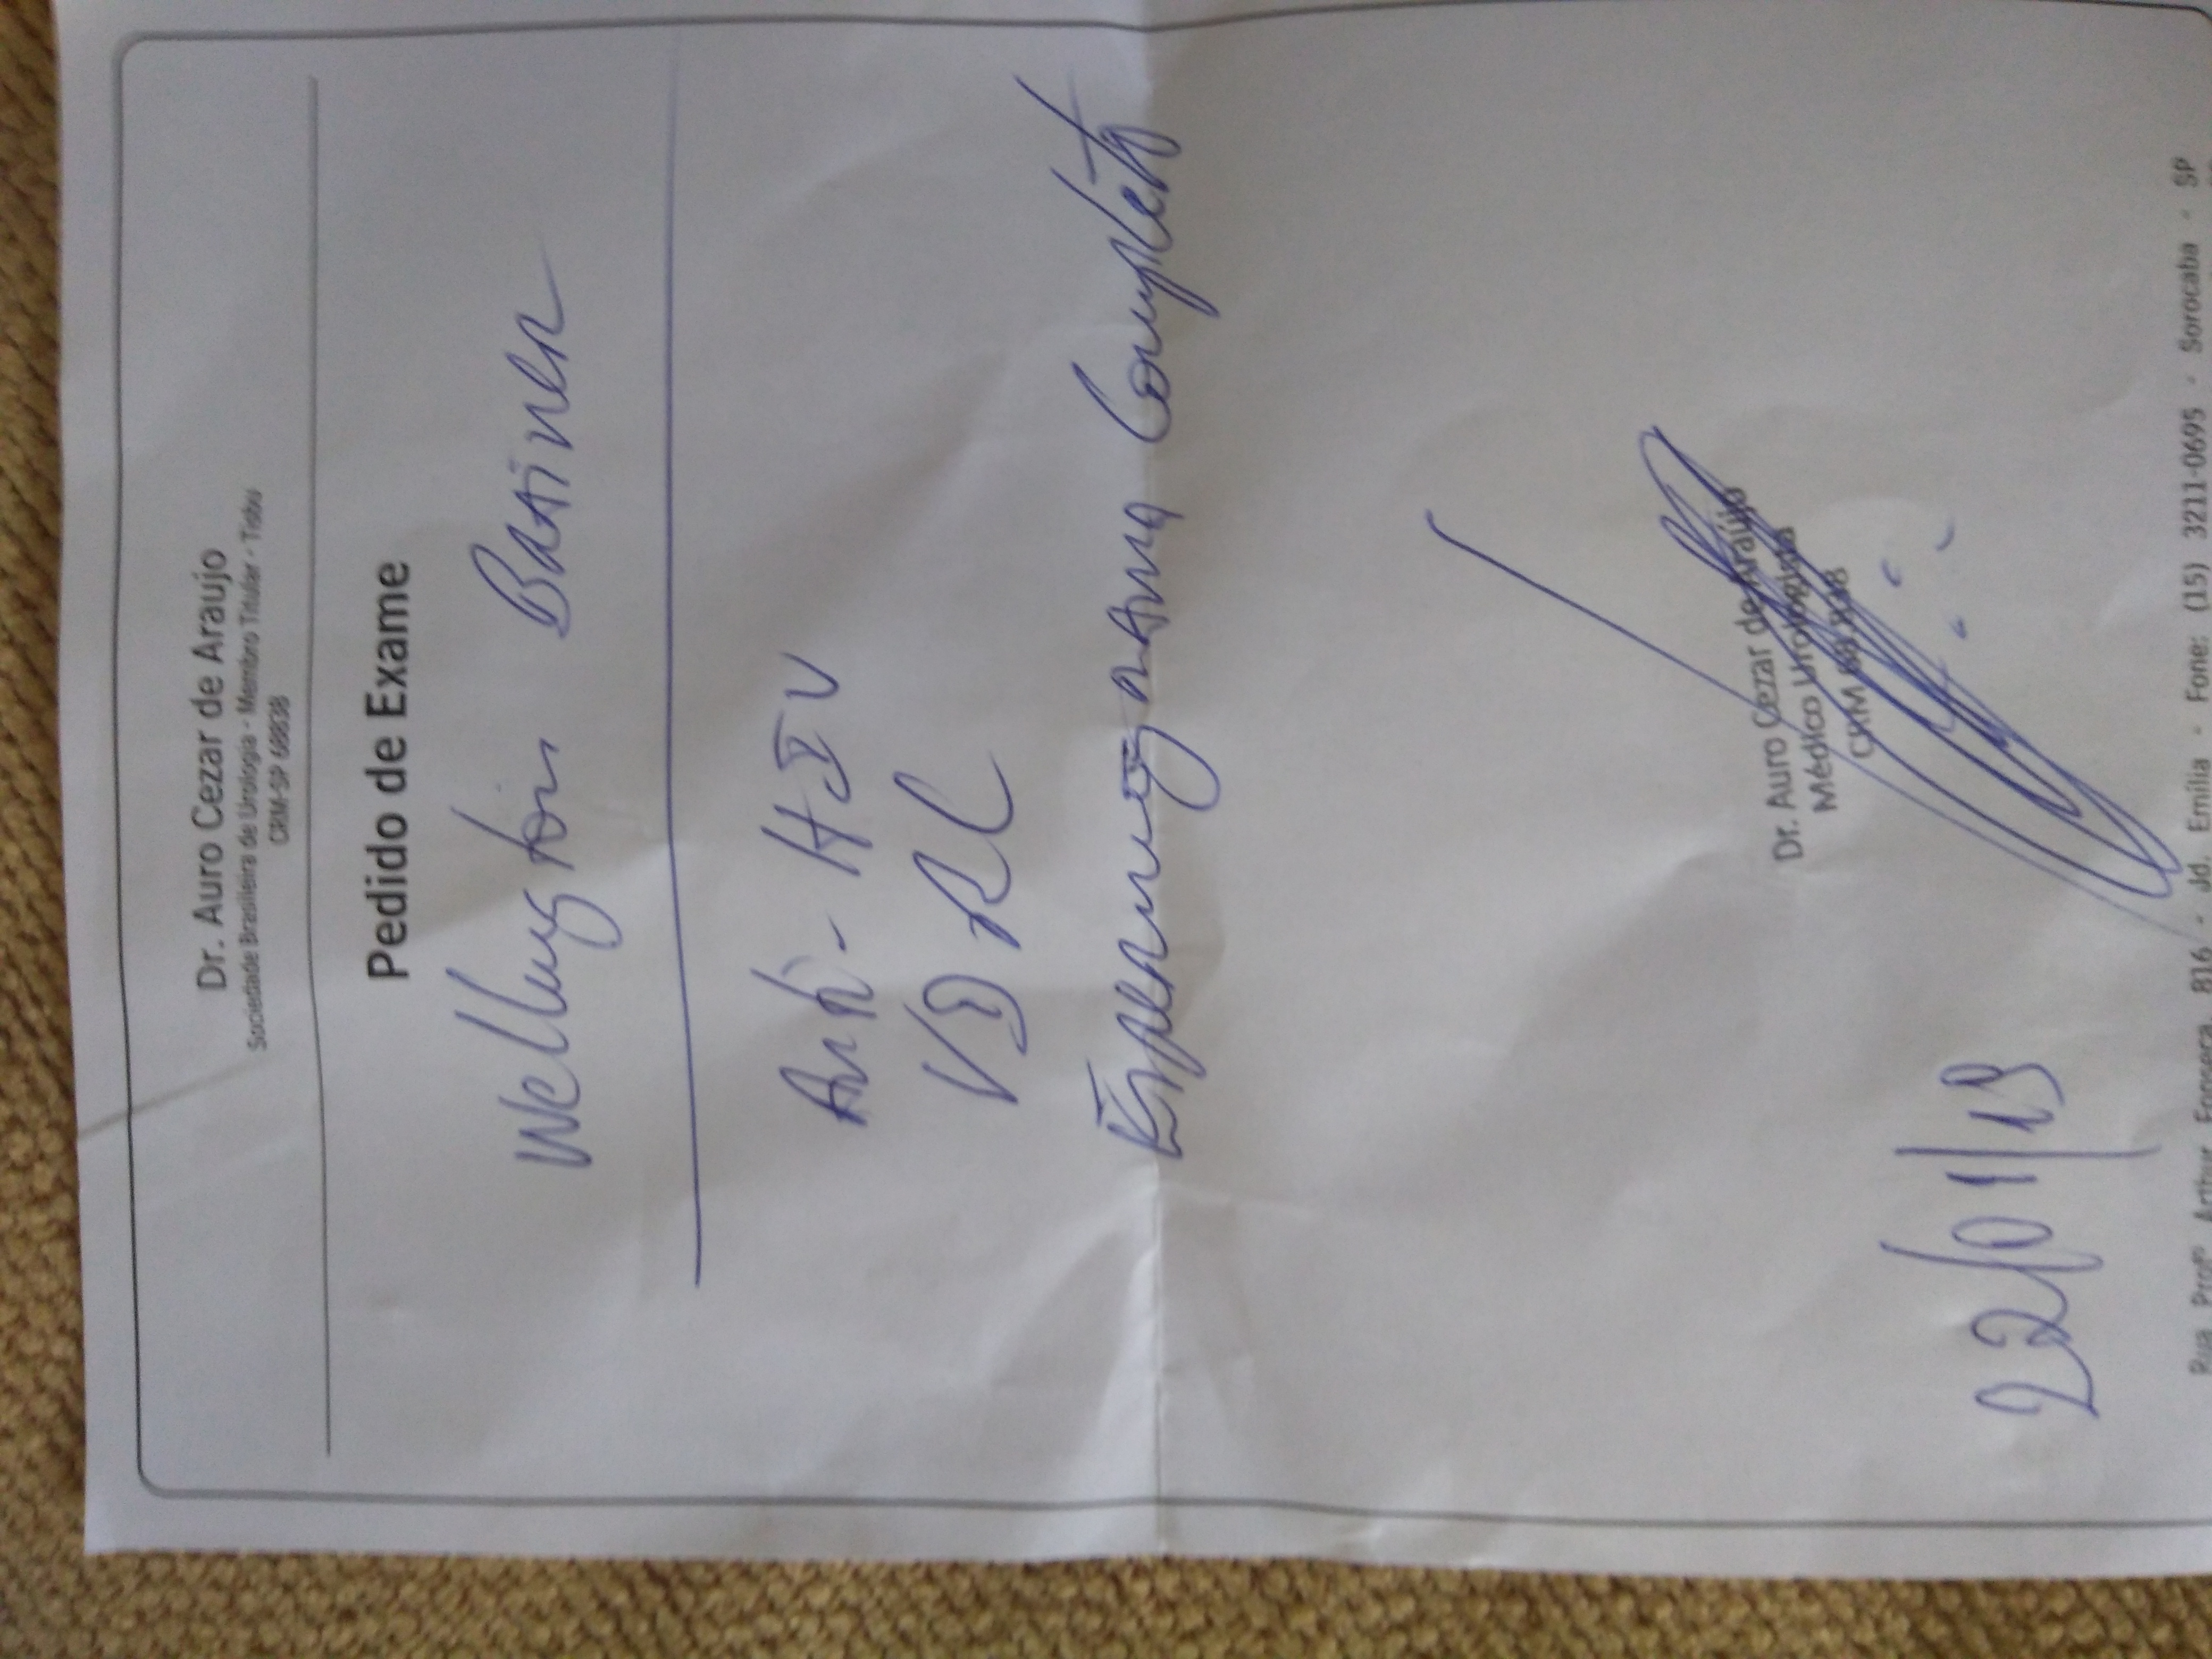 Dr. Auro Cezar de Araujo
Sociedade Brasileira de Urologia - Membro Titular - Tisbu
CRM-SP 68838
Pedido de Exame
Wellington Brainer
Anti-HIV
VDRL
Espermograma Completo
Dr. Auro Cezar de Araújo
Médico Urologista
CRM 68.838
22/01/19
Rua Profº Arthur Fonseca, 816 - Jd. Emília - Fone: (15) 3211-0695 - Sorocaba - SP